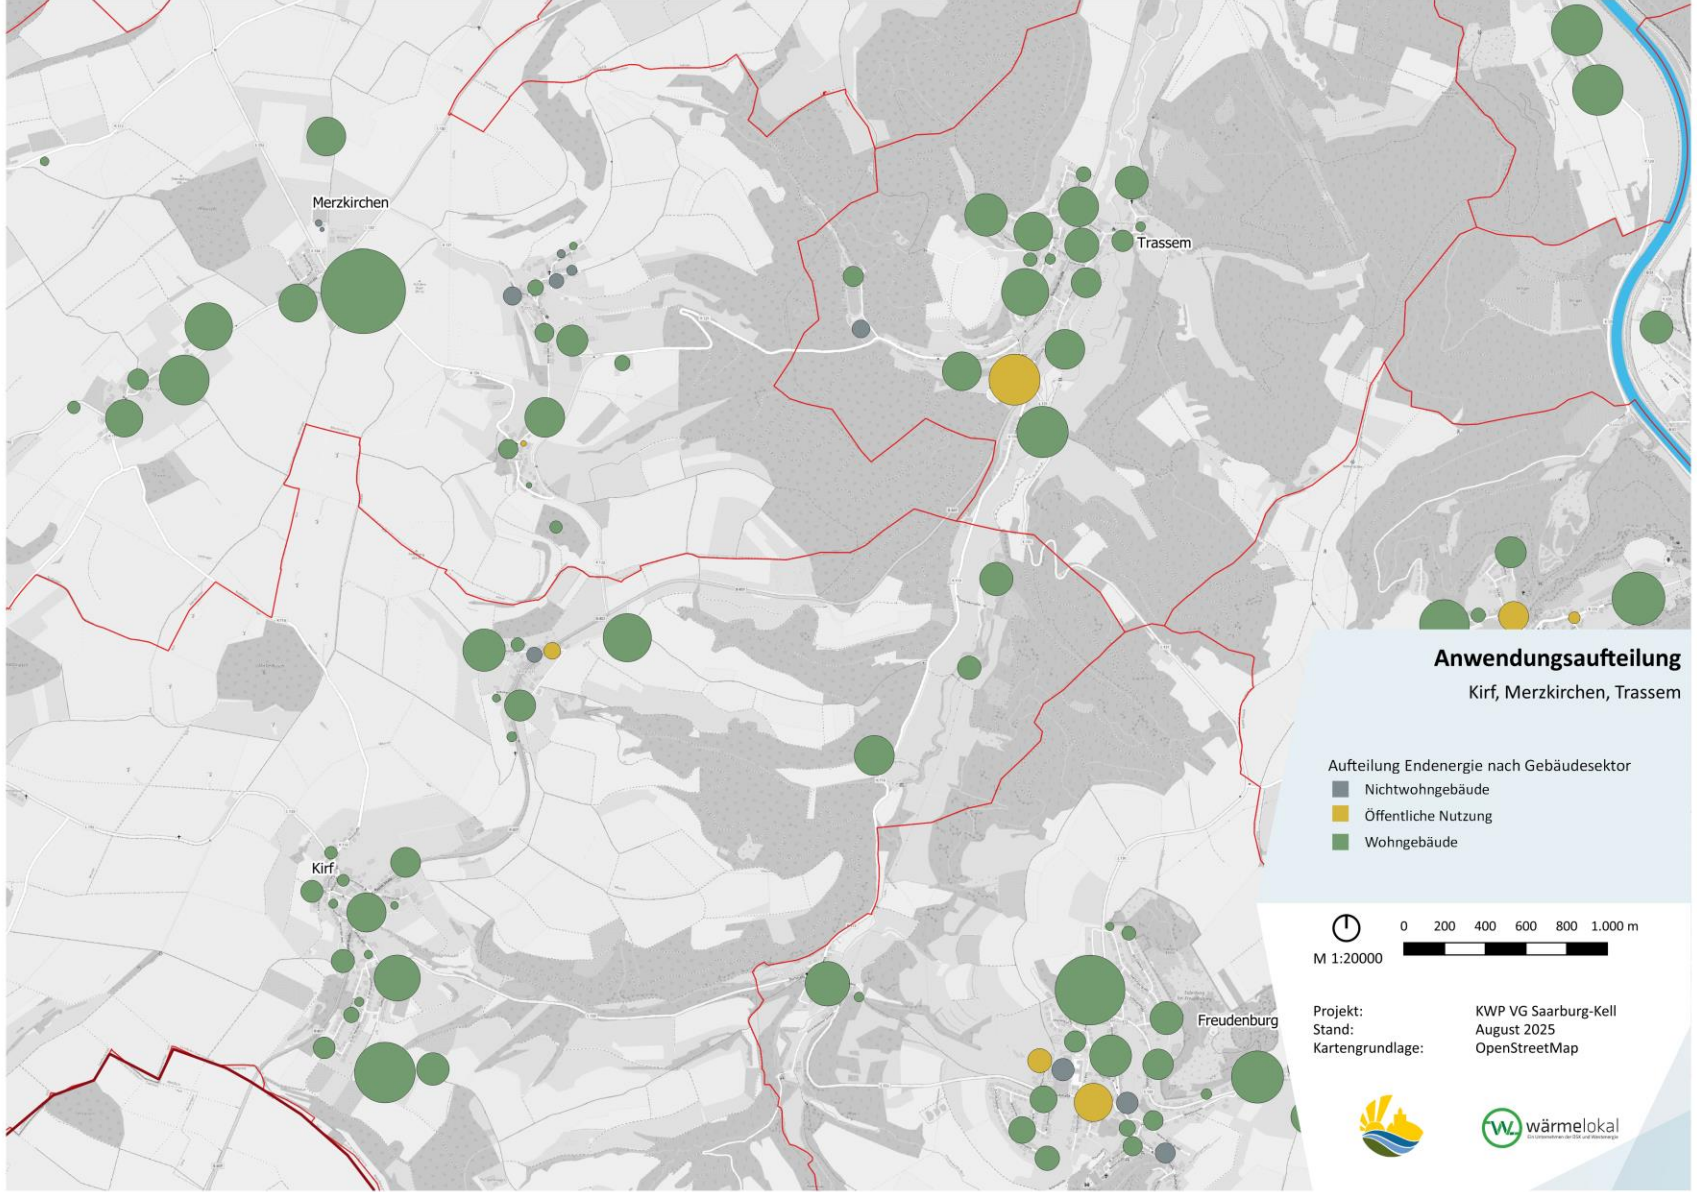 Merzkirchen
Trassem
Kirf
Freudenburg
Anwendungsaufteilung
Kirf, Merzkirchen, Trassem
Aufteilung Endenergie nach Gebäudesektor
Nichtwohngebäude
Öffentliche Nutzung
Wohngebäude
0 200 400 600 800 1.000 m
M 1:20000
Projekt: KWP VG Saarburg-Kell
Stand: August 2025
Kartengrundlage: OpenStreetMap
W
wärmelokal